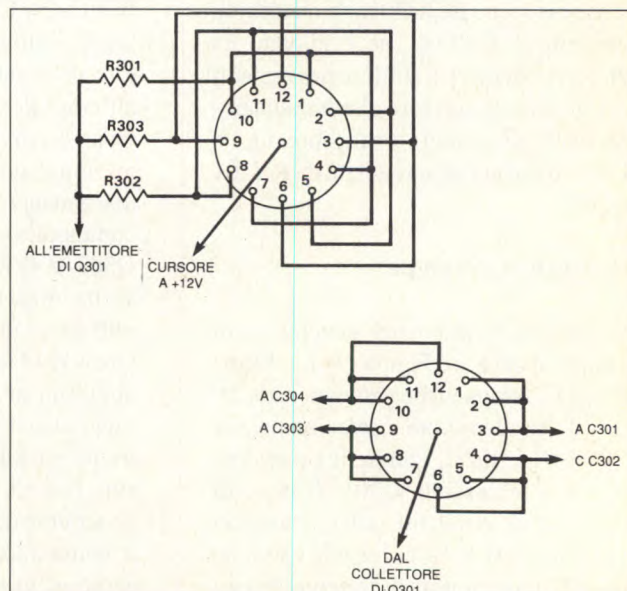 R301
R303
R302
12
11
1
10
2
9
3
8
4
7
5
6
ALL'EMETTITORE
DI Q301
CURSORE
A +12V
12
11
2
A C304
10
A C303
9
3
A C301
8
4
C C302
7
5
6
DAL
COLLETTORE
DI Q301